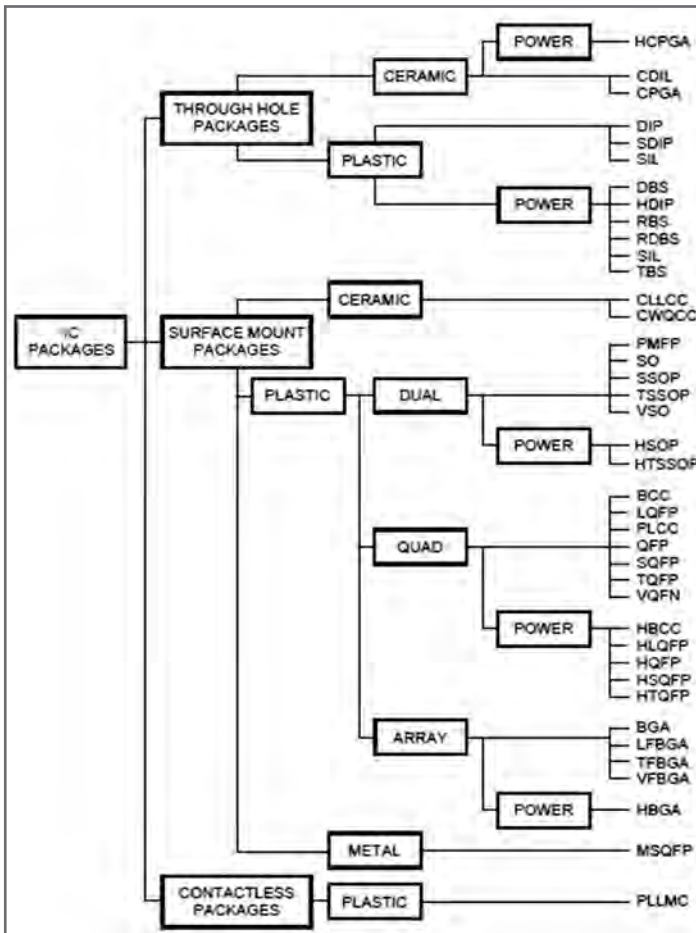 POWER
HCPGA
CERAMIC
CDIL
CPGA
THROUGH HOLE
PACKAGES
DIP
SDIP
SIL
PLASTIC
DBS
HDIP
POWER
RBS
RDBS
SIL
TBS
CERAMIC
CLLCC
CWQCC
IC
PACKAGES
SURFACE MOUNT
PACKAGES
PMFP
SO
SSOP
TSSOP
VSO
PLASTIC
DUAL
POWER
HSOP
HTSSOP
BCC
LQFP
PLCC
QFP
SQFP
TQFP
VQFN
QUAD
POWER
HBCC
HLQFP
HQFP
HSQFP
HTQFP
ARRAY
BGA
LFBGA
TFBGA
VFBGA
POWER
HBGA
METAL
MSQFP
CONTACTLESS
PACKAGES
PLASTIC
PLLMC